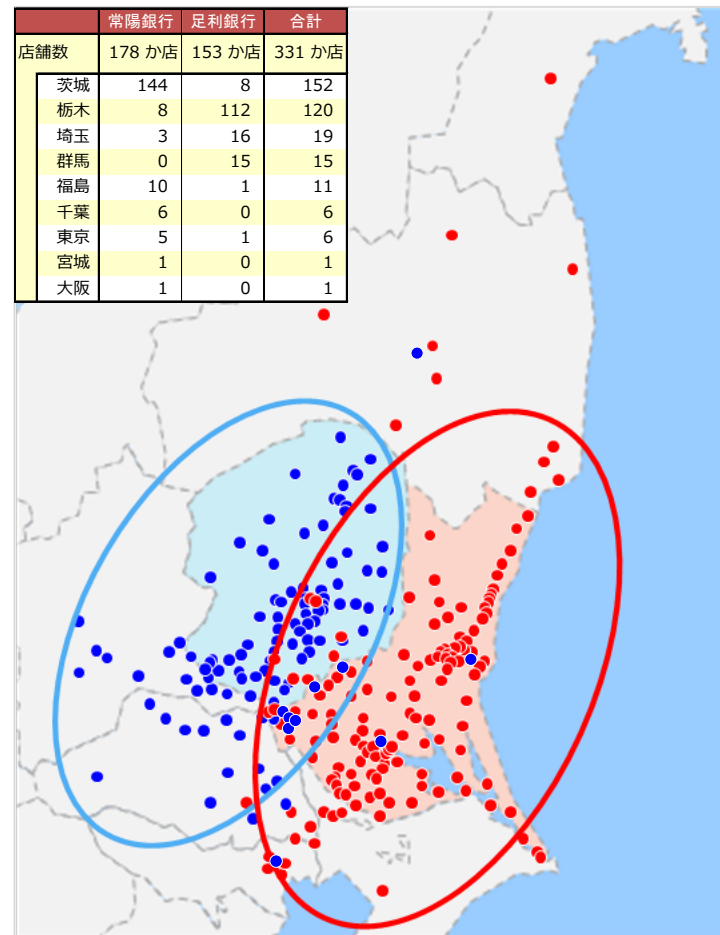 常陽銀行 足利銀行 合計
店舗数 178 か店 153 か店 331 か店
茨城 144 8 152
栃木 8 112 120
埼玉 3 16 19
群馬 0 15 15
福島 10 1 11
千葉 6 0 6
東京 5 1 6
宮城 1 0 1
大阪 1 0 1